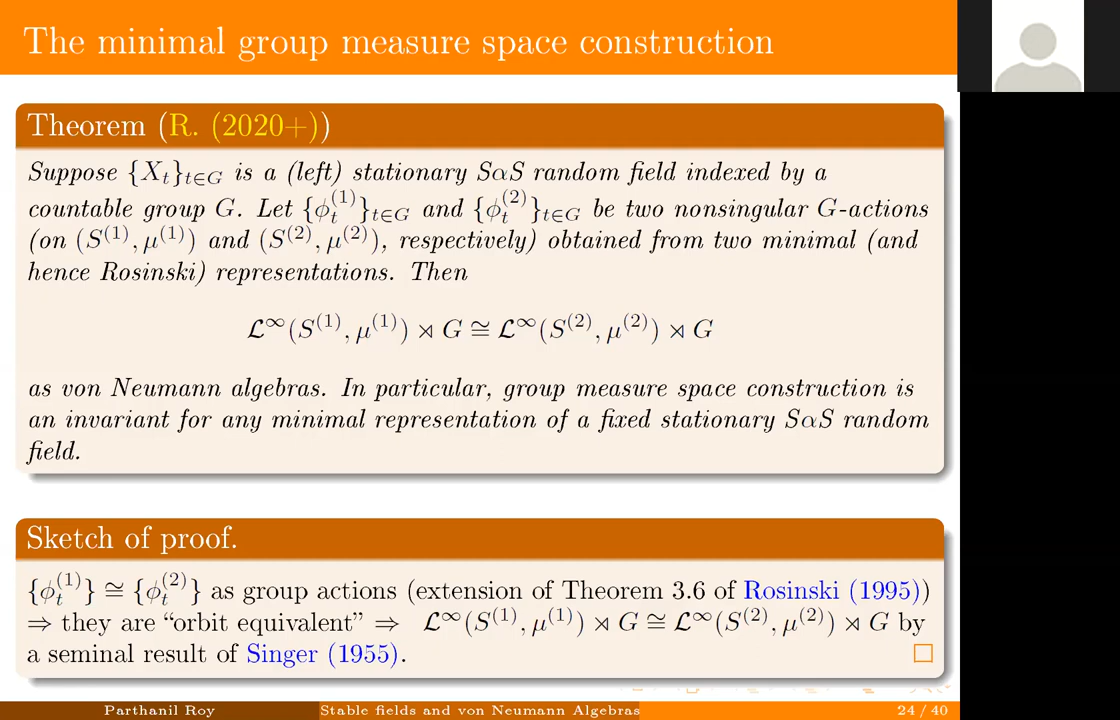 The minimal group measure space construction
Theorem (R. (2020+))
Suppose {X_t}_{t∈G} is a (left) stationary SαS random field indexed by a
countable group G. Let {ϕ_t^{(1)}}_{t∈G} and {ϕ_t^{(2)}}_{t∈G} be two nonsingular G-actions
(on (S^{(1)}, μ^{(1)}) and (S^{(2)}, μ^{(2)}), respectively) obtained from two minimal (and
hence Rosinski) representations. Then
ℒ^∞(S^{(1)}, μ^{(1)}) ⋊ G ≅ ℒ^∞(S^{(2)}, μ^{(2)}) ⋊ G
as von Neumann algebras. In particular, group measure space construction is
an invariant for any minimal representation of a fixed stationary SαS random
field.
Sketch of proof.
{ϕ_t^{(1)}} ≅ {ϕ_t^{(2)}} as group actions (extension of Theorem 3.6 of Rosinski (1995))
⇒ they are “orbit equivalent” ⇒ ℒ^∞(S^{(1)}, μ^{(1)}) ⋊ G ≅ ℒ^∞(S^{(2)}, μ^{(2)}) ⋊ G by
a seminal result of Singer (1955). □
Parthanil Roy Stable fields and von Neumann Algebras 24 / 40